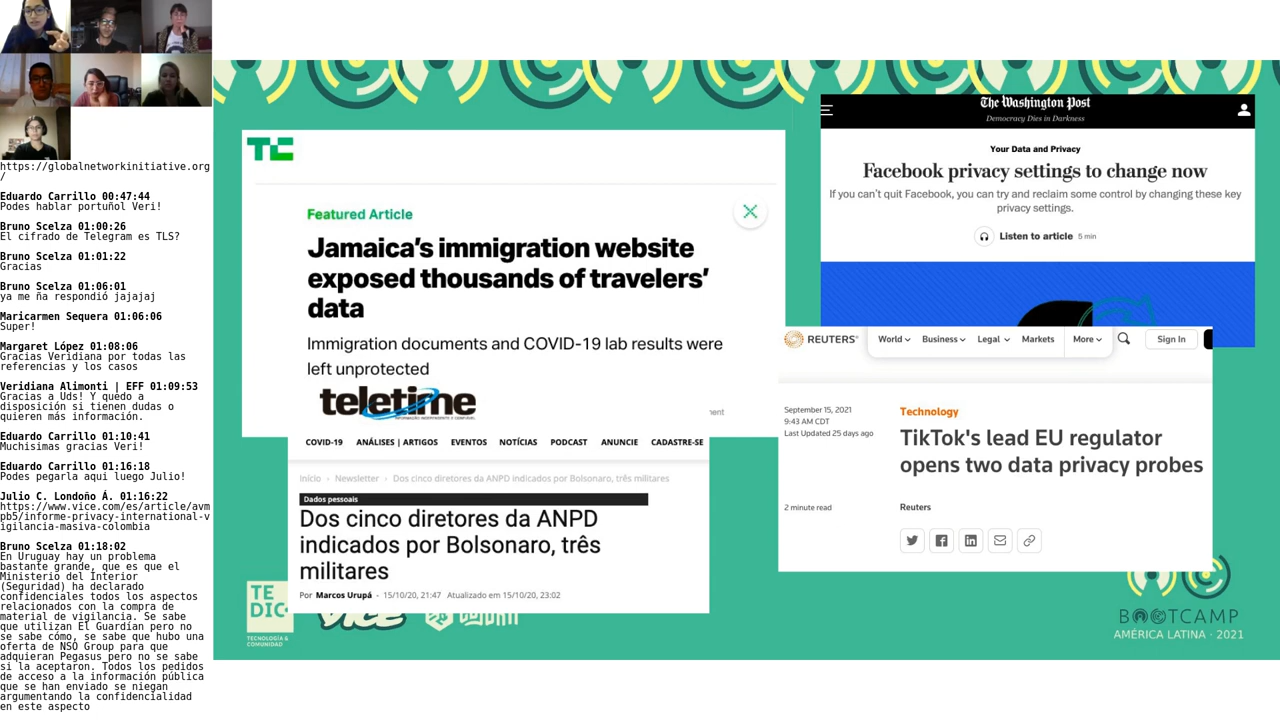 https://globalnetworkinitiative.org
/
Eduardo Carrillo 00:47:44
Podes hablar portuñol Veri!
Bruno Scelza 01:00:26
El cifrado de Telegram es TLS?
Bruno Scelza 01:01:22
Gracias
Bruno Scelza 01:06:01
ya me ña respondió jajajaj
Maricarmen Sequera 01:06:06
Super!
Margaret López 01:08:06
Gracias Veridiana por todas las
referencias y los casos
Veridiana Alimonti | EFF 01:09:53
Gracias a Uds! Y quedo a
disposición si tienen dudas o
quieren más información.
Eduardo Carrillo 01:10:41
Muchisimas gracias Veri!
Eduardo Carrillo 01:16:18
Podes pegarla aqui luego Julio!
Julio C. Londoño Á. 01:16:22
https://www.vice.com/es/article/avm
pb5/informe-privacy-international-v
igilancia-masiva-colombia
Bruno Scelza 01:18:02
En Uruguay hay un problema
bastante grande, que es que el
Ministerio del Interior
(Seguridad) ha declarado
confidenciales todos los aspectos
relacionados con la compra de
material de vigilancia. Se sabe
que utilizan El Guardian pero no
se sabe cómo, se sabe que hubo una
oferta de NSO Group para que
adquieran Pegasus pero no se sabe
si la aceptaron. Todos los pedidos
de acceso a la información pública
que se han enviado se niegan
argumentando la confidencialidad
en este aspecto
TC
Featured Article
Jamaica's immigration website
exposed thousands of travelers'
data
Immigration documents and COVID-19 lab results were
left unprotected
teletime
COVID-19 ANÁLISES | ARTIGOS EVENTOS NOTÍCIAS PODCAST ANUNCIE CADASTRE-SE
Início › Newsletter › Dos cinco diretores da ANPD indicados por Bolsonaro, três militares
Dados pessoais
Dos cinco diretores da ANPD
indicados por Bolsonaro, três
militares
Por Marcos Urupá - 15/10/20, 21:47 Atualizado em 15/10/20, 23:02
The Washington Post
Democracy Dies in Darkness
Your Data and Privacy
Facebook privacy settings to change now
If you can't quit Facebook, you can try and reclaim some control by changing these key
privacy settings.
Listen to article 5 min
REUTERS® World Business Legal Markets More Sign In
September 15, 2021
9:43 AM CDT
Last Updated 25 days ago
Technology
TikTok's lead EU regulator
opens two data privacy probes
2 minute read
Reuters
TE
DIC·
TECNOLOGÍA &
COMUNIDAD
VICE
BOOTCAMP
AMÉRICA LATINA · 2021